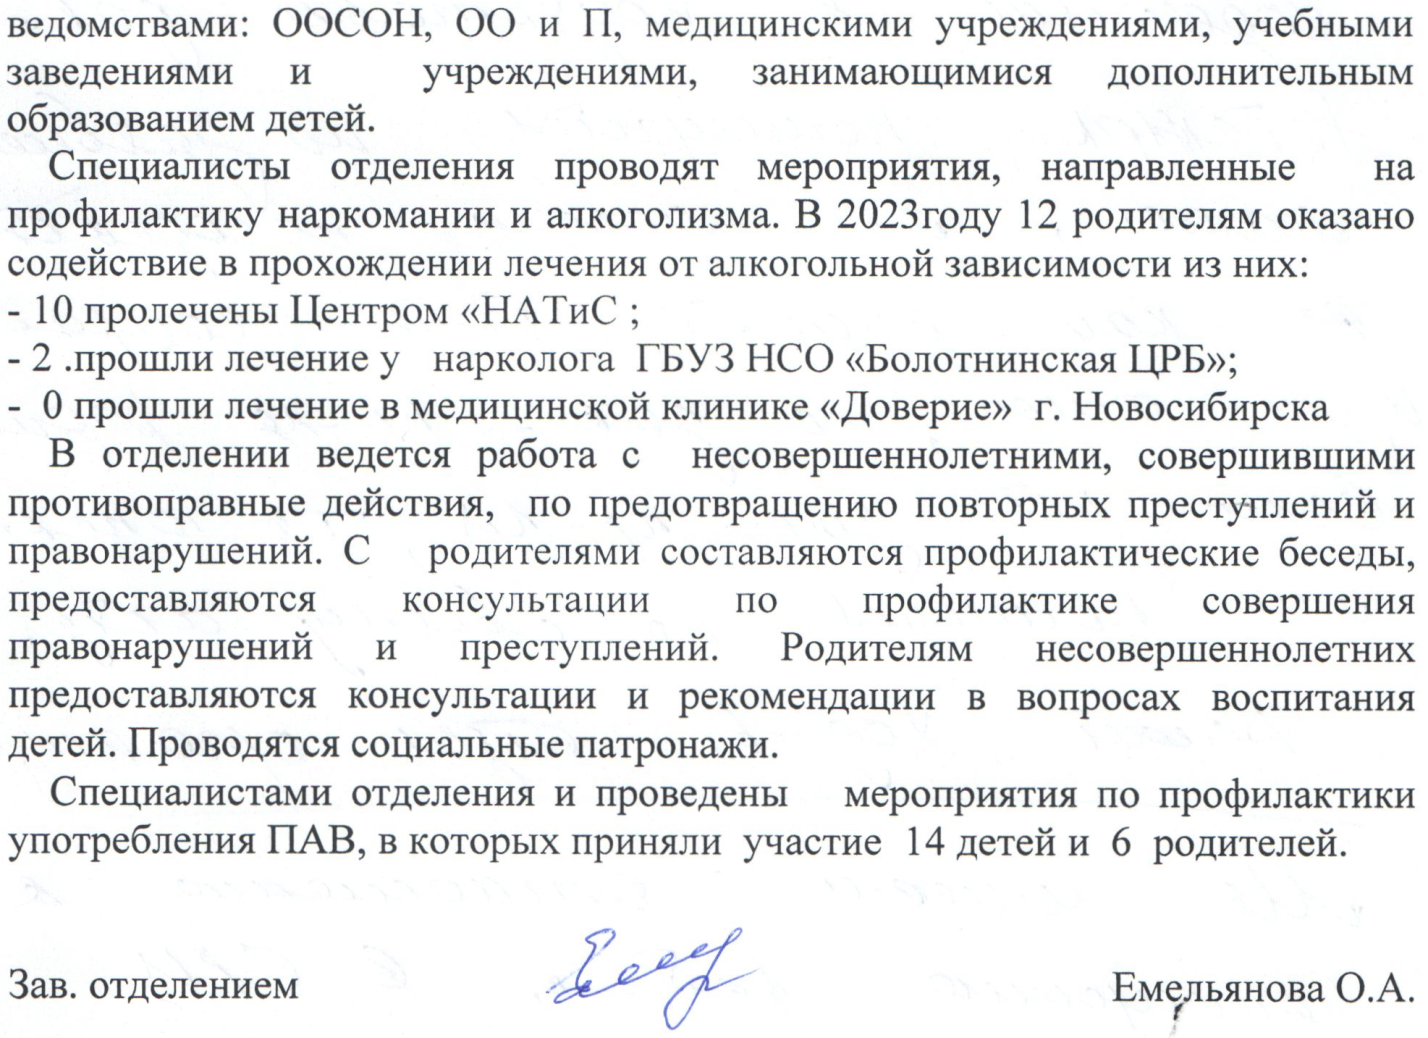 ведомствами: ООСОН, ОО и П, медицинскими учреждениями, учебными
заведениями и учреждениями, занимающимися дополнительным
образованием детей.
Специалисты отделения проводят мероприятия, направленные на
профилактику наркомании и алкоголизма. В 2023году 12 родителям оказано
содействие в прохождении лечения от алкогольной зависимости из них:
- 10 пролечены Центром «НАТиС ;
- 2 .прошли лечение у нарколога ГБУЗ НСО «Болотнинская ЦРБ»;
- 0 прошли лечение в медицинской клинике «Доверие» г. Новосибирска
В отделении ведется работа с несовершеннолетними, совершившими
противоправные действия, по предотвращению повторных преступлений и
правонарушений. С родителями составляются профилактические беседы,
предоставляются консультации по профилактике совершения
правонарушений и преступлений. Родителям несовершеннолетних
предоставляются консультации и рекомендации в вопросах воспитания
детей. Проводятся социальные патронажи.
Специалистами отделения и проведены мероприятия по профилактики
употребления ПАВ, в которых приняли участие 14 детей и 6 родителей.
Зав. отделением Емельянова О.А.